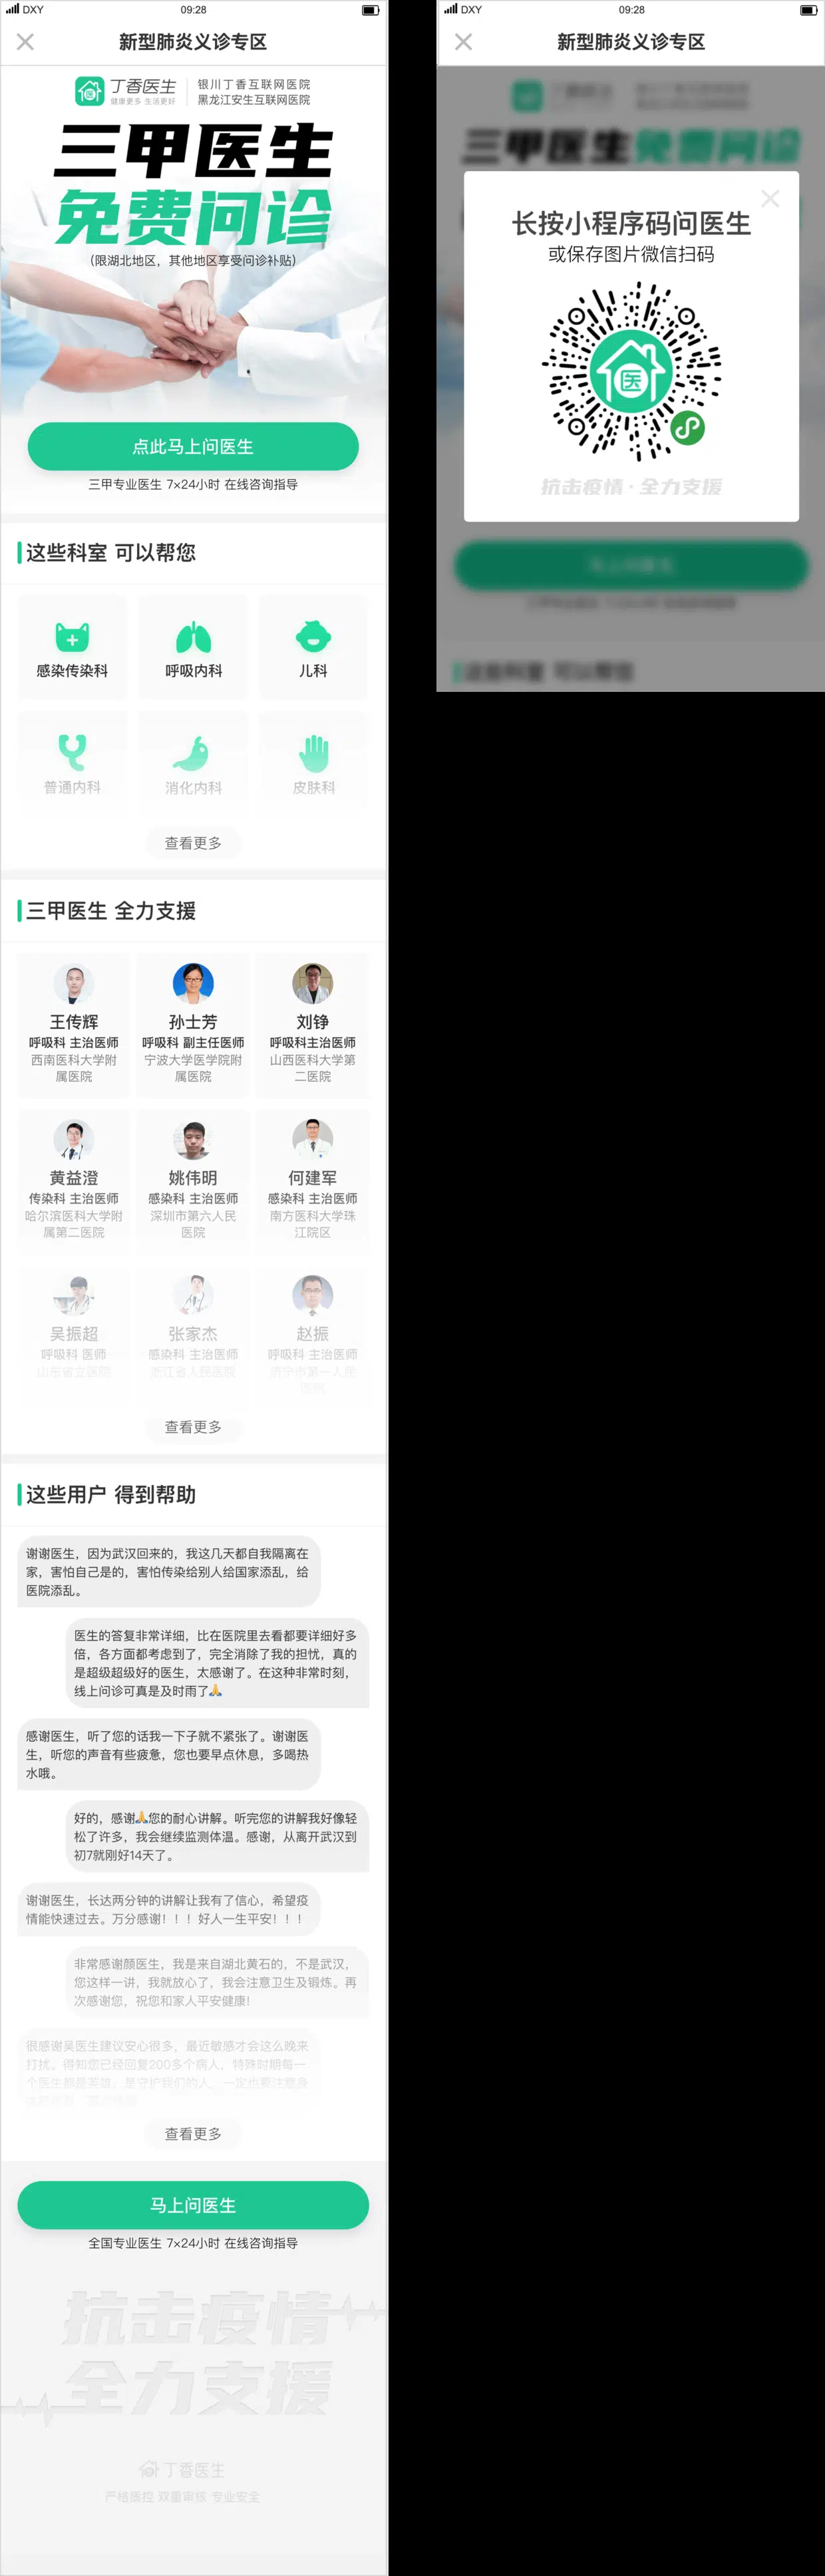 DXY
09:28
新型肺炎义诊专区
丁香医生
健康更多 生活更好
银川丁香互联网医院
黑龙江安生互联网医院
三甲医生
免费问诊
（限湖北地区，其他地区享受问诊补贴）
点此马上问医生
三甲专业医生 7×24小时 在线咨询指导
这些科室 可以帮您
感染传染科
呼吸内科
儿科
普通内科
消化内科
皮肤科
查看更多
三甲医生 全力支援
王传辉
呼吸科 主治医师
西南医科大学附
属医院
孙士芳
呼吸科 副主任医师
宁波大学医学院附
属医院
刘铮
呼吸科主治医师
山西医科大学第
二医院
黄益澄
传染科 主治医师
哈尔滨医科大学附
属第二医院
姚伟明
感染科 主治医师
深圳市第六人民
医院
何建军
感染科 主治医师
南方医科大学珠
江院区
吴振超
呼吸科 医师
山东省立医院
张家杰
感染科 主治医师
浙江省人民医院
赵振
呼吸科 主治医师
济宁市第一人民
医院
查看更多
这些用户 得到帮助
谢谢医生，因为武汉回来的，我这几天都自我隔离在
家，害怕自己是的，害怕传染给别人给国家添乱，给
医院添乱。
医生的答复非常详细，比在医院里去看都要详细好多
倍，各方面都考虑到了，完全消除了我的担忧，真的
是超级超级好的医生，太感谢了。在这种非常时刻，
线上问诊可真是及时雨了🙏
感谢医生，听了您的话我一下子就不紧张了。谢谢医
生，听您的声音有些疲惫，您也要早点休息，多喝热
水哦。
好的，感谢🙏您的耐心讲解。听完您的讲解我好像轻
松了许多，我会继续监测体温。感谢，从离开武汉到
初7就刚好14天了。
谢谢医生，长达两分钟的讲解让我有了信心，希望疫
情能快速过去。万分感谢！！！好人一生平安！！！
非常感谢颜医生，我是来自湖北黄石的，不是武汉，
您这样一讲，我就放心了，我会注意卫生及锻炼。再
次感谢您，祝您和家人平安健康!
很感谢吴医生建议安心很多，最近敏感才会这么晚来
打扰。得知您已经回复200多个病人，特殊时期每一
个医生都是英雄，是守护我们的人，一定也要注意身
查看更多
马上问医生
全国专业医生 7×24小时 在线咨询指导
抗击疫情
全力支援
丁香医生
严格质控 双重审核 专业安全
DXY
09:28
新型肺炎义诊专区
三甲医生免费问诊
长按小程序码问医生
或保存图片微信扫码
医
抗击疫情·全力支援
马上问医生
这些科室 可以帮您